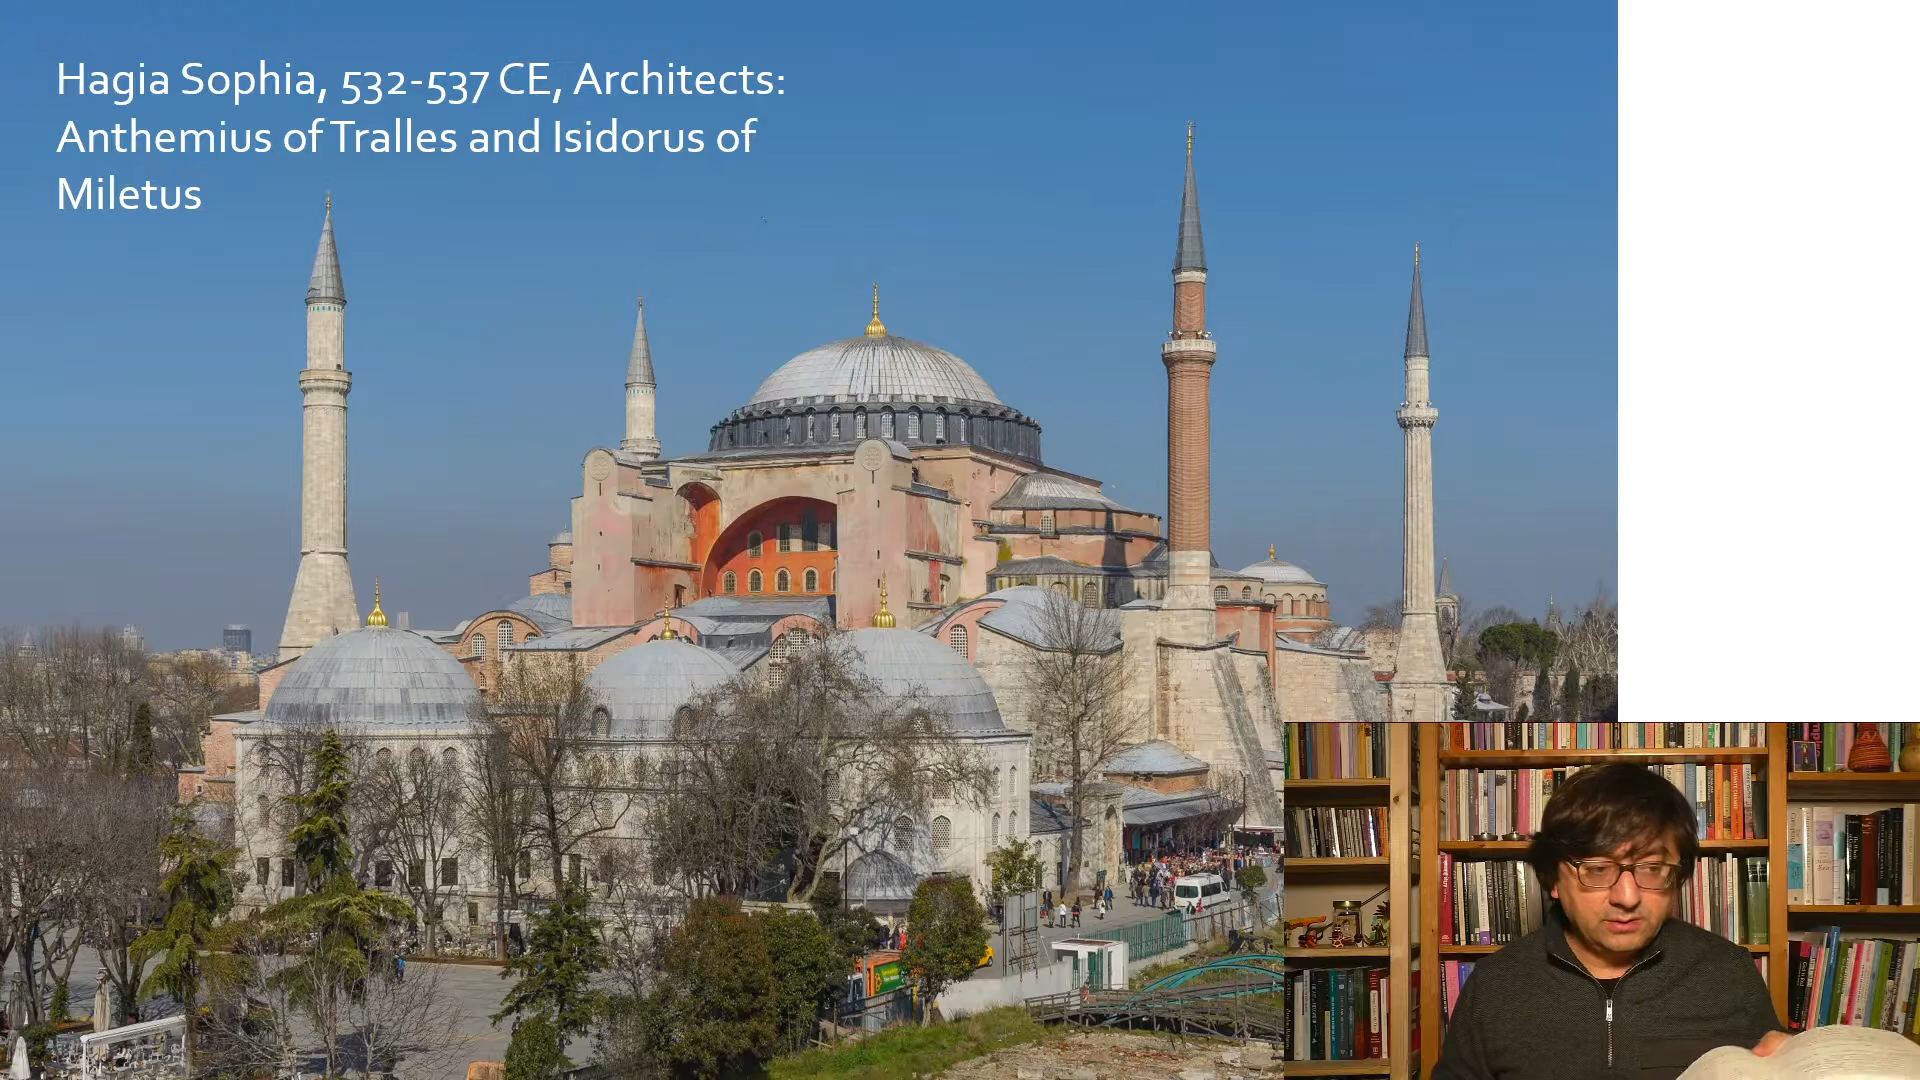 Hagia Sophia, 532-537 CE, Architects:
Anthemius of Tralles and Isidorus of
Miletus